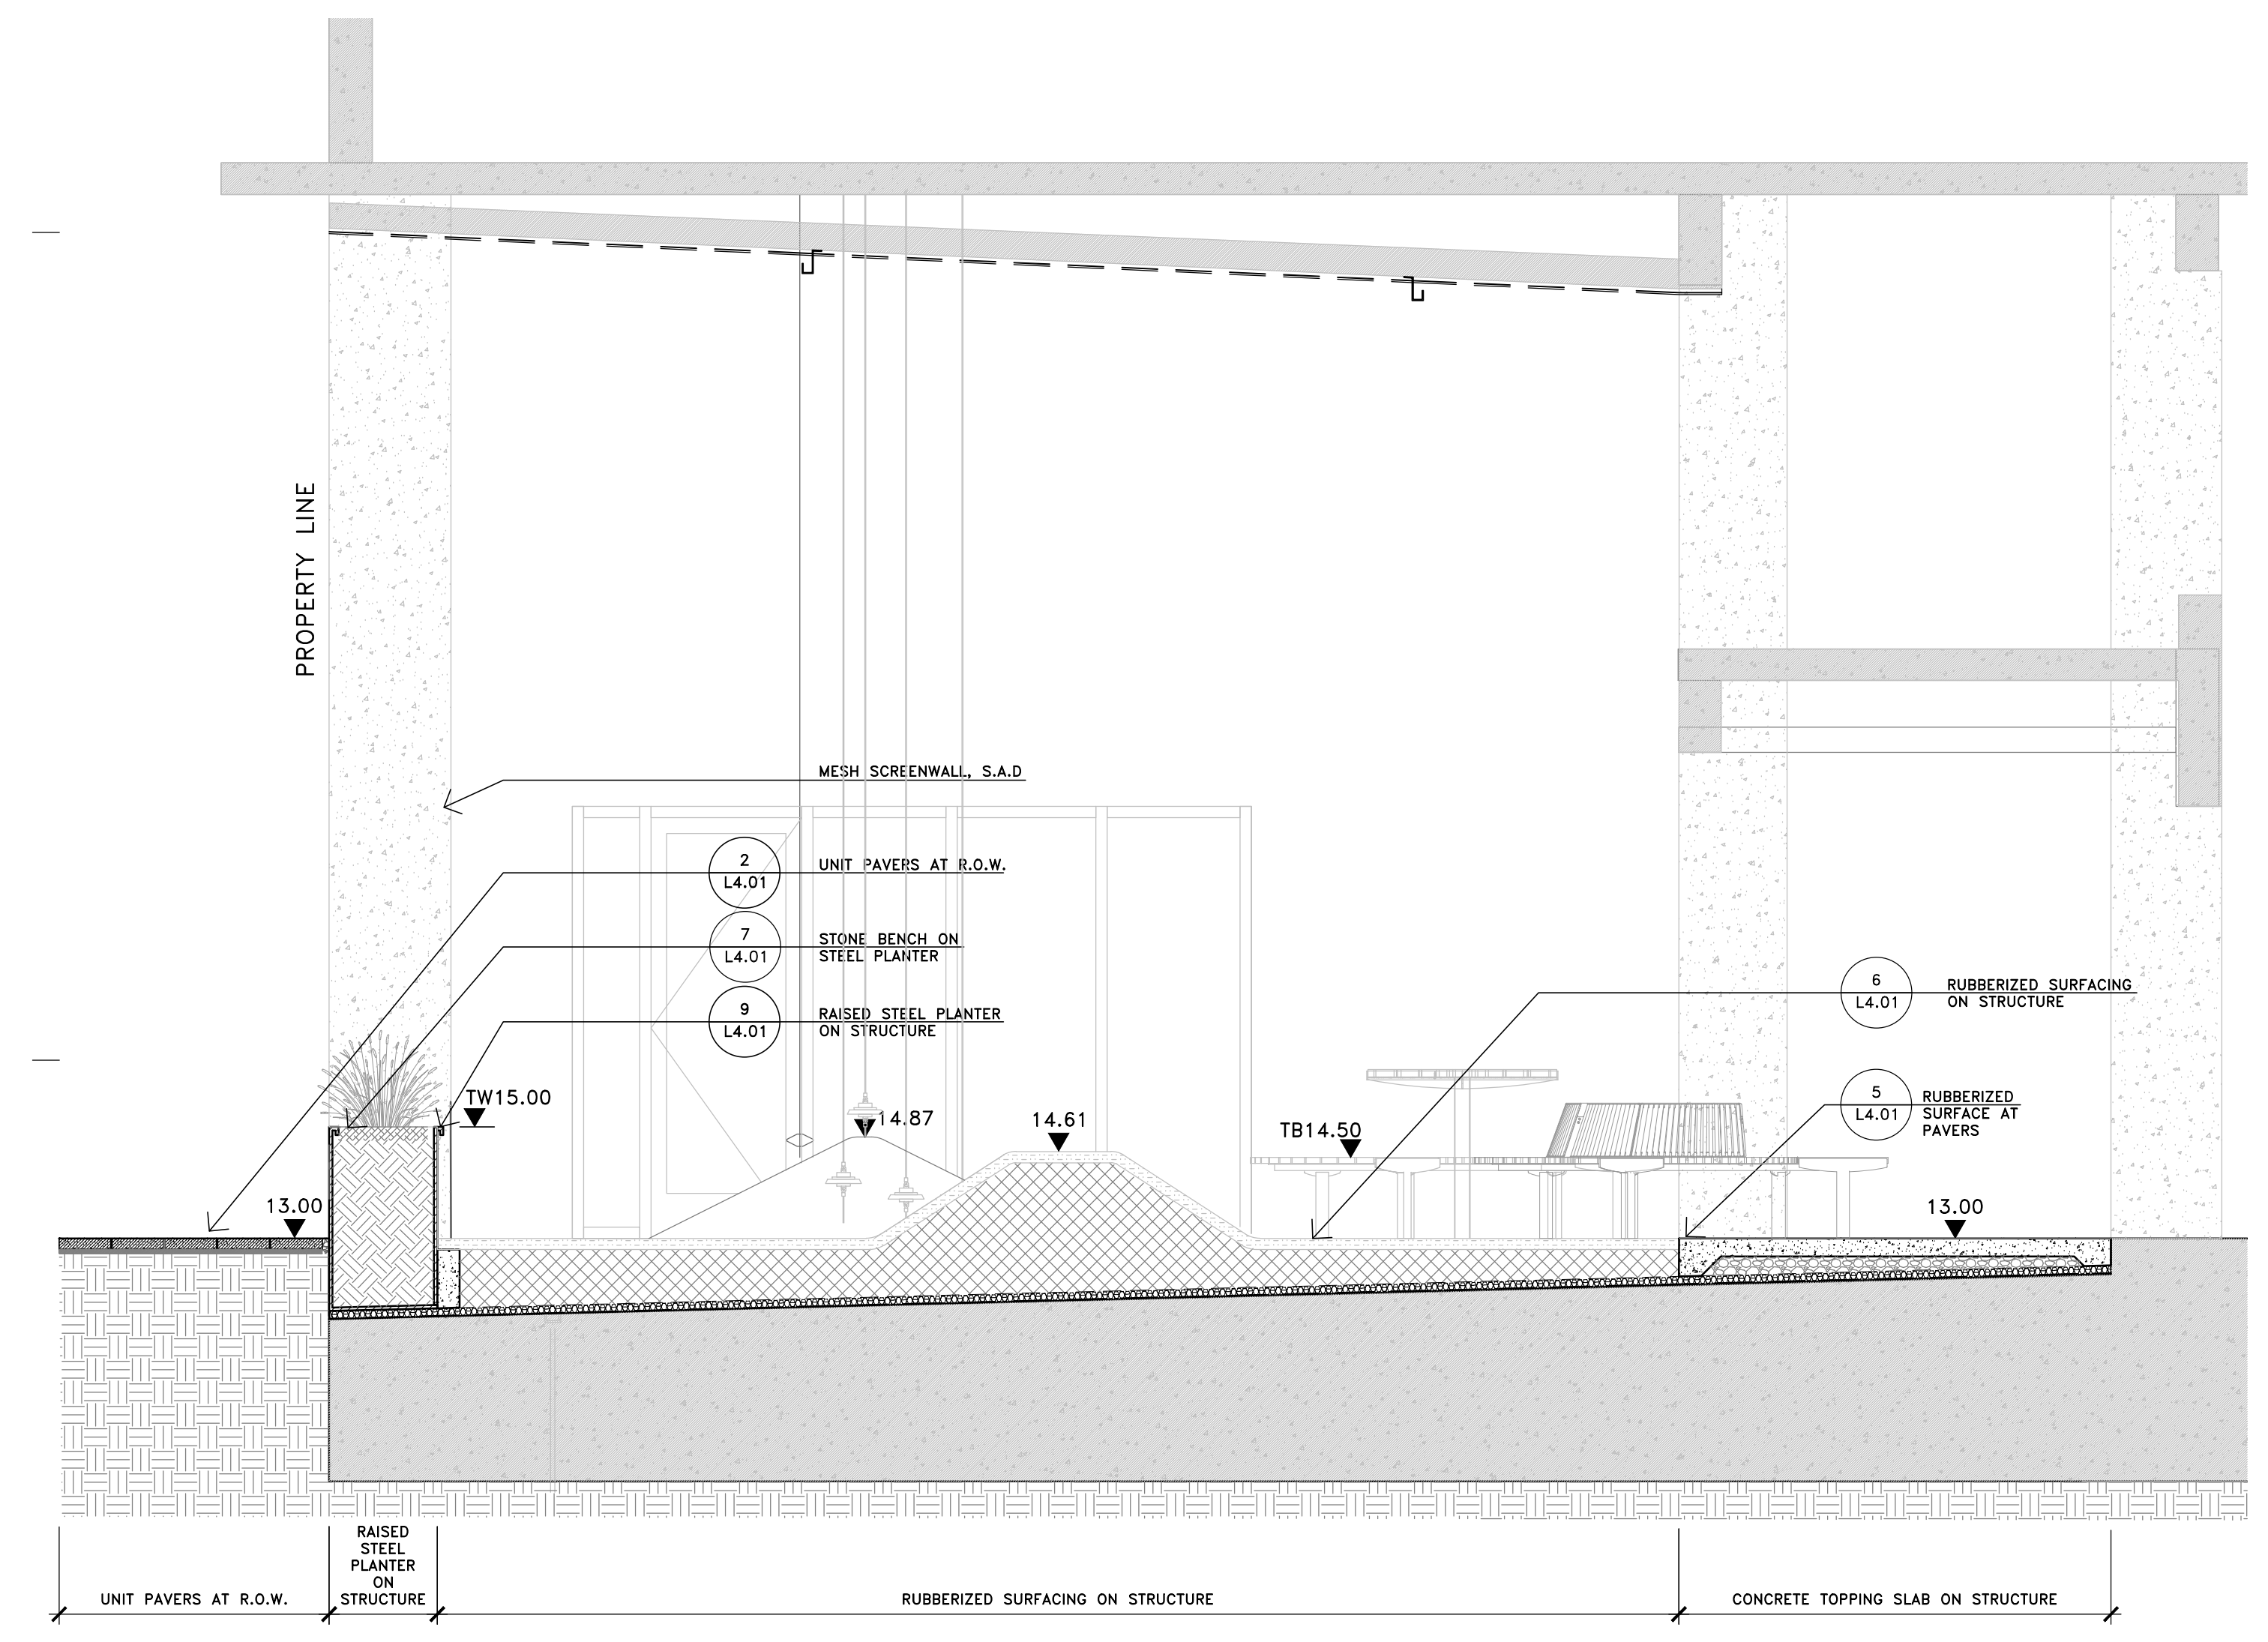 PROPERTY LINE
MESH SCREENWALL, S.A.D
2
L4.01
UNIT PAVERS AT R.O.W.
7
L4.01
STONE BENCH ON
STEEL PLANTER
9
L4.01
RAISED STEEL PLANTER
ON STRUCTURE
6
L4.01
RUBBERIZED SURFACING
ON STRUCTURE
5
L4.01
RUBBERIZED
SURFACE AT
PAVERS
TW15.00
14.87
14.61
TB14.50
13.00
13.00
UNIT PAVERS AT R.O.W.
RAISED
STEEL
PLANTER
ON
STRUCTURE
RUBBERIZED SURFACING ON STRUCTURE
CONCRETE TOPPING SLAB ON STRUCTURE